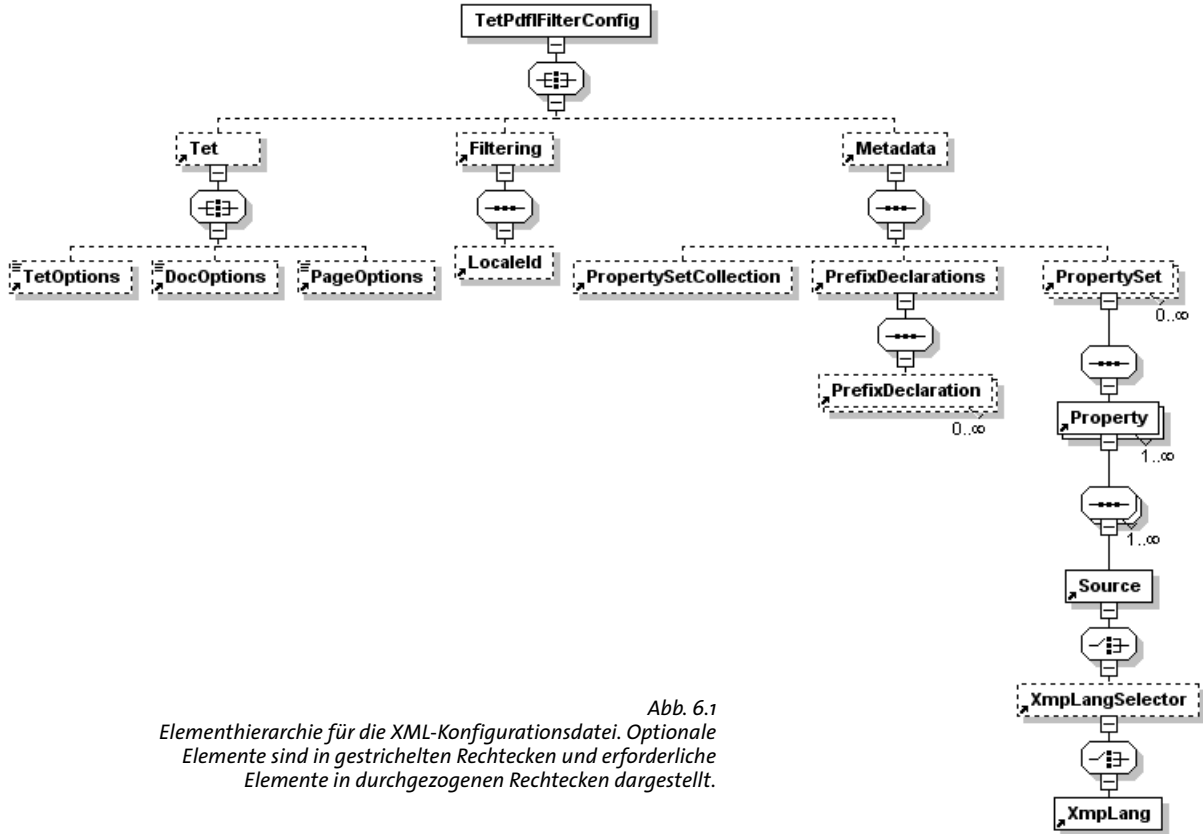 TetPdfIFilterConfig
Tet
Filtering
Metadata
TetOptions
DocOptions
PageOptions
LocaleId
PropertySetCollection
PrefixDeclarations
PropertySet
0..∞
PrefixDeclaration
0..∞
Property
1..∞
1..∞
Source
XmpLangSelector
XmpLang
Abb. 6.1
Elementhierarchie für die XML-Konfigurationsdatei. Optionale
Elemente sind in gestrichelten Rechtecken und erforderliche
Elemente in durchgezogenen Rechtecken dargestellt.